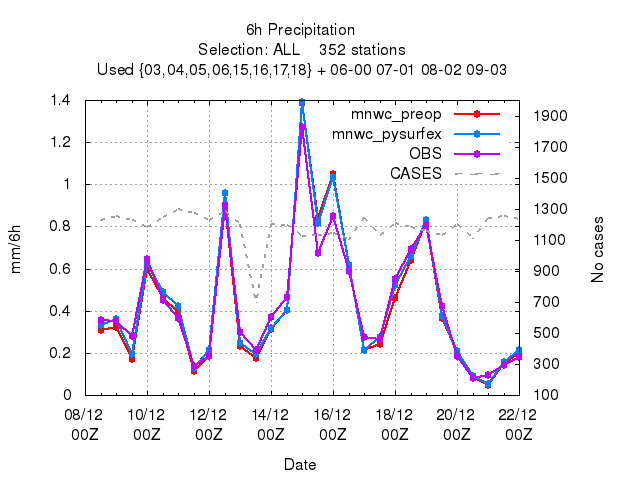 6h Precipitation
Selection: ALL    352 stations
Used {03,04,05,06,15,16,17,18} + 06-00 07-01 08-02 09-03
mm/6h
1.4
1.2
1
0.8
0.6
0.4
0.2
0
mnwc_preop
mnwc_pysurfex
OBS
CASES
1900
1700
1500
1300
1100
900
700
500
300
100
No cases
08/12 10/12 12/12 14/12 16/12 18/12 20/12 22/12
00Z 00Z 00Z 00Z 00Z 00Z 00Z 00Z
Date